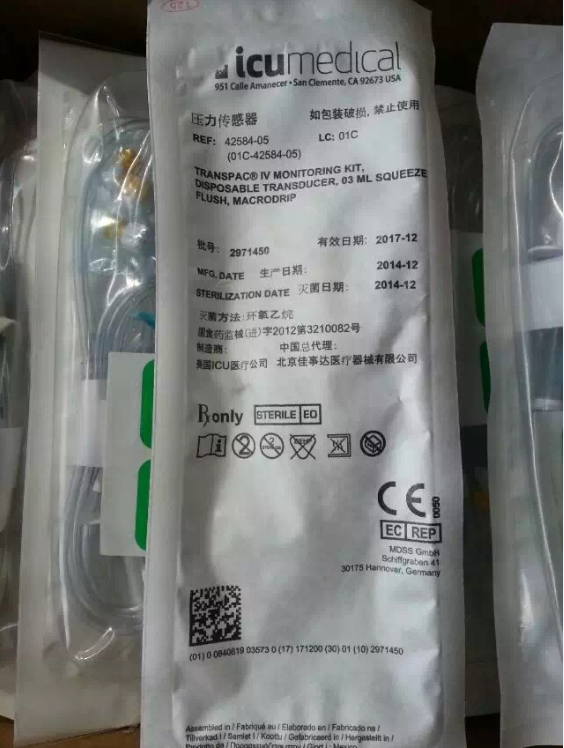 icumedical
951 Calle Amanecer • San Clemente, CA 92673 USA
压力传感器 如包装破损, 禁止使用
REF: 42584-05 LC: 01C
(01C-42584-05)
TRANSPAC® IV MONITORING KIT,
DISPOSABLE TRANSDUCER, 03 ML SQUEEZE
FLUSH, MACRODRIP
批号: 2971450 有效日期: 2017-12
MFG. DATE 生产日期: 2014-12
STERILIZATION DATE 灭菌日期: 2014-12
灭菌方法:环氧乙烷
国食药监械(进)字2012第3210082号
制造商: 中国总代理:
美国ICU医疗公司 北京佳事达医疗器械有限公司
Rx only STERILE EO
CE 0050
EC REP
MDSS GmbH
Schiffgraben 41
30175 Hannover, Germany
(01) 0 0840619 03573 0 (17) 171200 (30) 01 (10) 2971450
Assembled in / Fabriqué au / Elaborado en / Fabricado na /
Tillverkad I / Samlet I / Koottu / Gefabriceerd in / Hergestellt in /